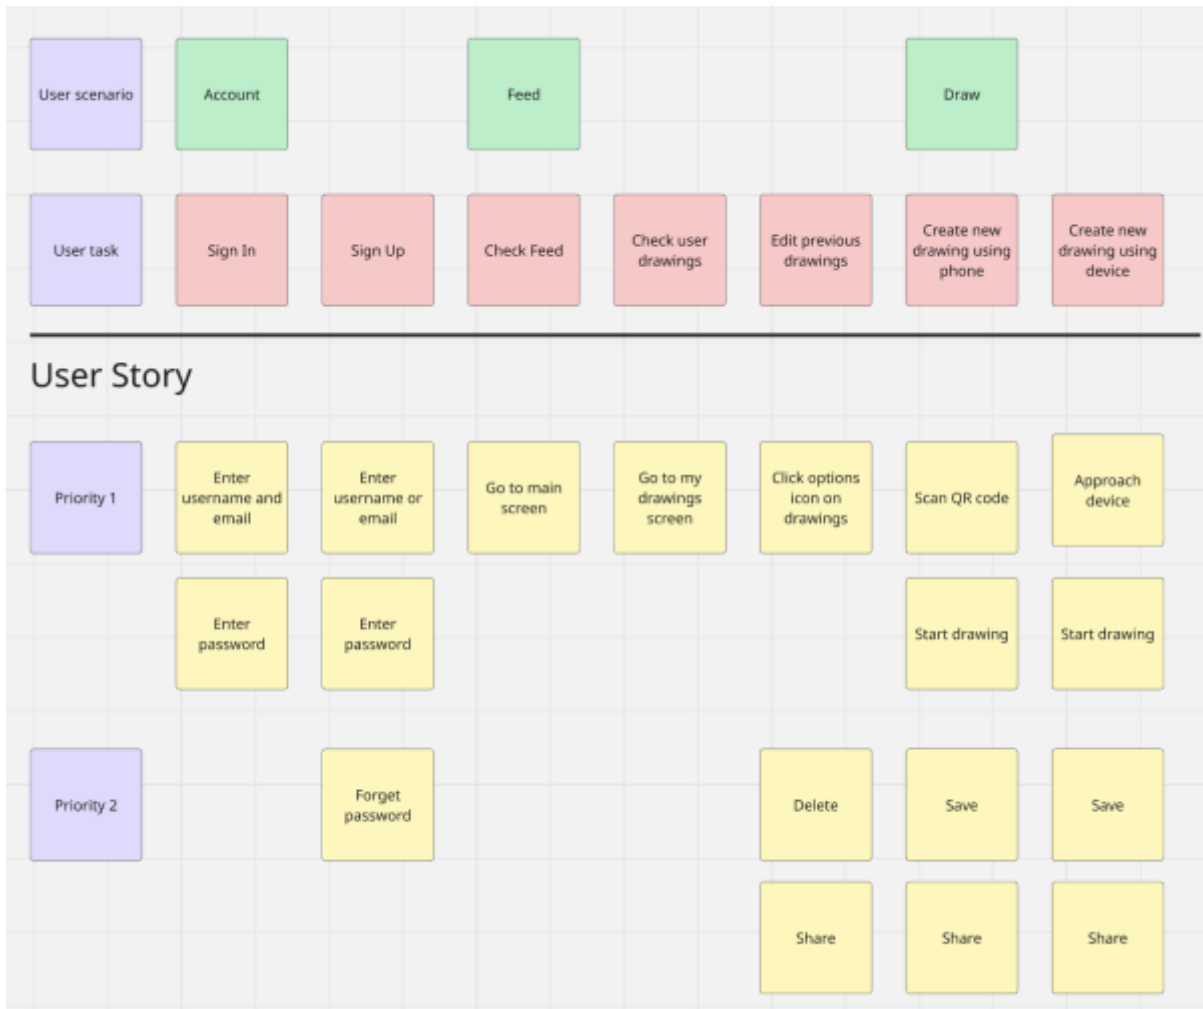 User scenario
Account
Feed
Draw
User task
Sign In
Sign Up
Check Feed
Check user
drawings
Edit previous
drawings
Create new
drawing using
phone
Create new
drawing using
device
User Story
Priority 1
Enter
username and
email
Enter
username or
email
Go to main
screen
Go to my
drawings
screen
Click options
icon on
drawings
Scan QR code
Approach
device
Enter
password
Enter
password
Start drawing
Start drawing
Priority 2
Forget
password
Delete
Save
Save
Share
Share
Share